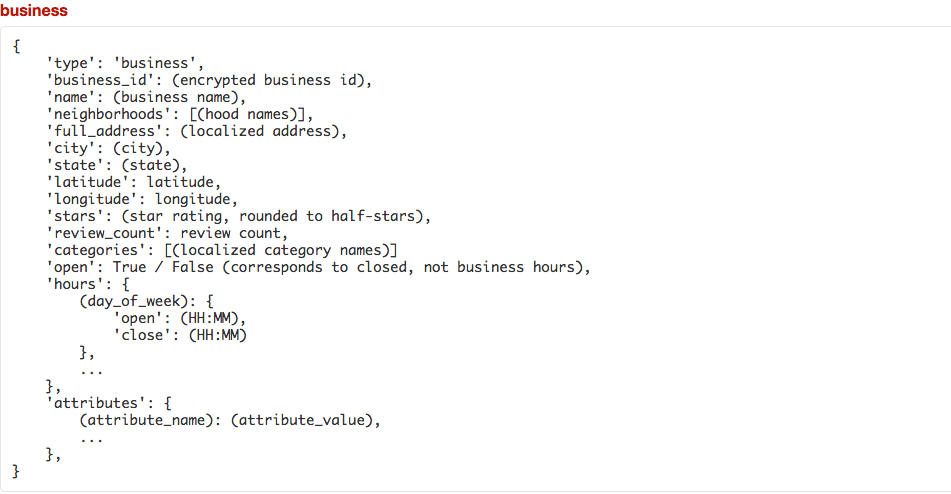 business
{
    'type': 'business',
    'business_id': (encrypted business id),
    'name': (business name),
    'neighborhoods': [(hood names)],
    'full_address': (localized address),
    'city': (city),
    'state': (state),
    'latitude': latitude,
    'longitude': longitude,
    'stars': (star rating, rounded to half-stars),
    'review_count': review count,
    'categories': [(localized category names)]
    'open': True / False (corresponds to closed, not business hours),
    'hours': {
        (day_of_week): {
            'open': (HH:MM),
            'close': (HH:MM)
        },
        ...
    },
    'attributes': {
        (attribute_name): (attribute_value),
        ...
    },
}